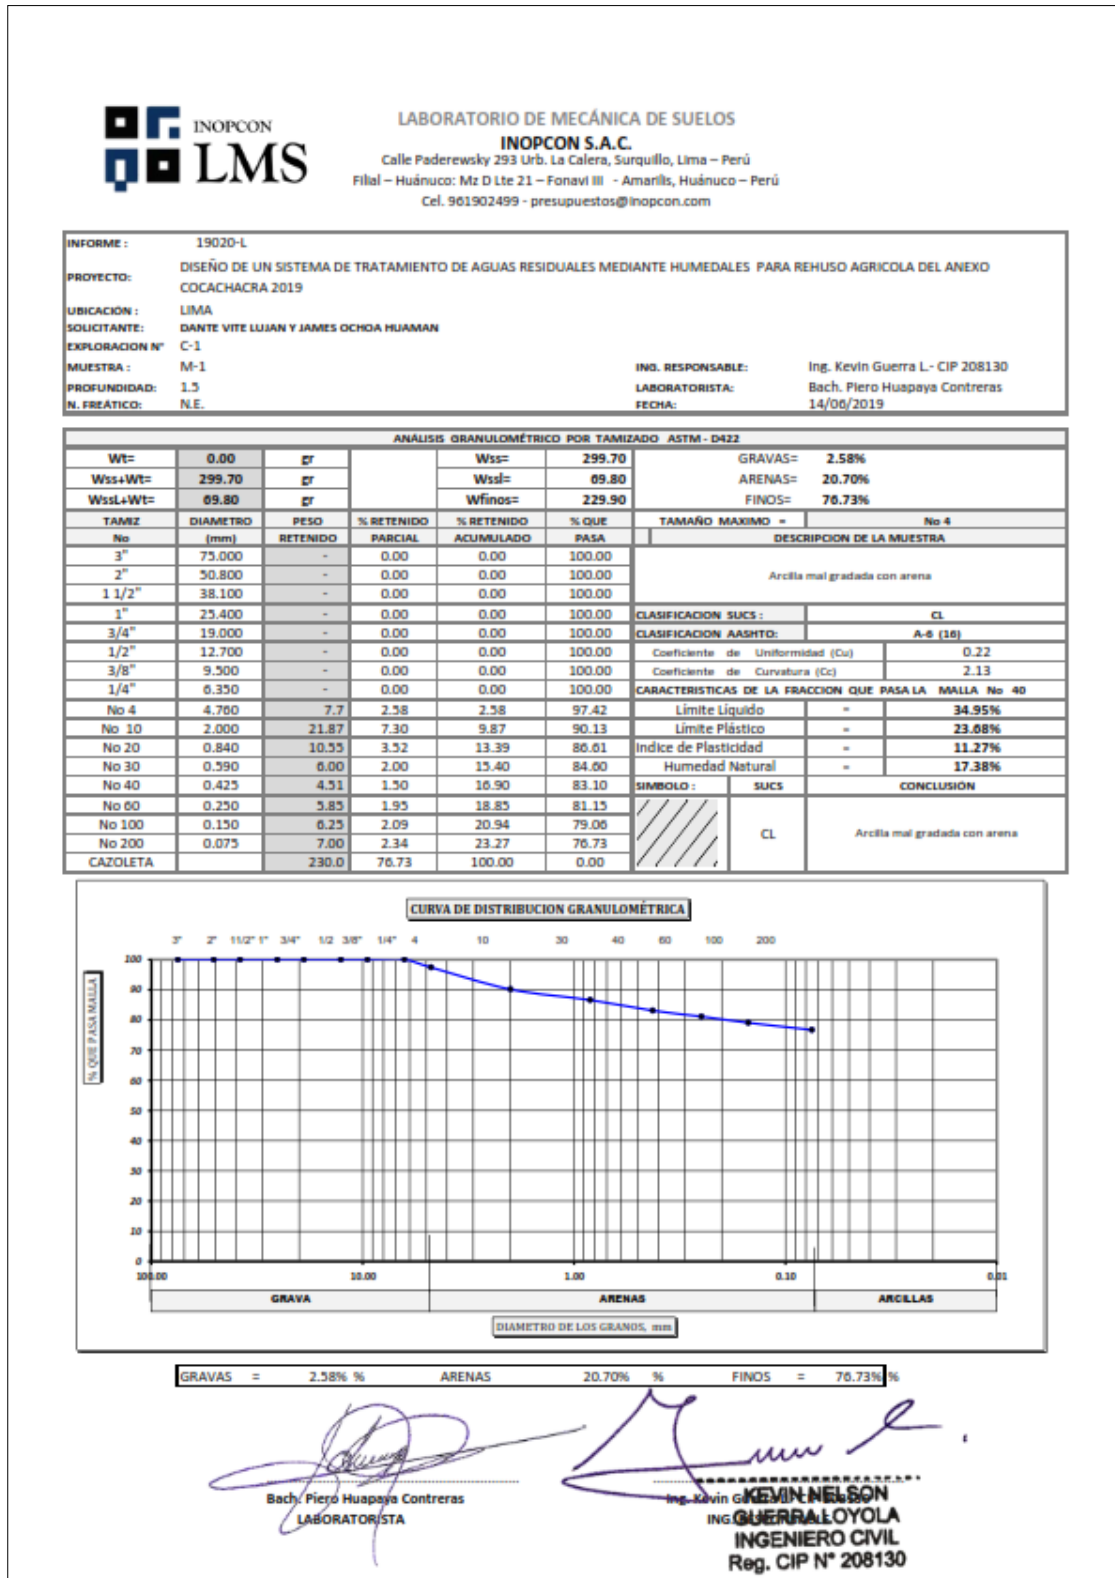 INOPCON
LMS
LABORATORIO DE MECÁNICA DE SUELOS
INOPCON S.A.C.
Calle Paderewsky 293 Urb. La Calera, Surquillo, Lima – Perú
Filial – Huánuco: Mz D Lte 21 – Fonavi III - Amarilis, Huánuco – Perú
Cel. 961902499 - presupuestos@inopcon.com
INFORME : 19020-L
PROYECTO: DISEÑO DE UN SISTEMA DE TRATAMIENTO DE AGUAS RESIDUALES MEDIANTE HUMEDALES PARA REHUSO AGRICOLA DEL ANEXO
COCACHACRA 2019
UBICACIÓN : LIMA
SOLICITANTE: DANTE VITE LUJAN Y JAMES OCHOA HUAMAN
EXPLORACION N° C-1
MUESTRA : M-1 ING. RESPONSABLE: Ing. Kevin Guerra L.- CIP 208130
PROFUNDIDAD: 1.5 LABORATORISTA: Bach. Piero Huapaya Contreras
N. FREÁTICO: N.E. FECHA: 14/06/2019
ANÁLISIS GRANULOMÉTRICO POR TAMIZADO ASTM - D422
Wt= 0.00 gr Wss= 299.70 GRAVAS= 2.58%
Wss+Wt= 299.70 gr Wssl= 69.80 ARENAS= 20.70%
WssL+Wt= 69.80 gr Wfinos= 229.90 FINOS= 76.73%
TAMIZ DIAMETRO PESO % RETENIDO % RETENIDO % QUE TAMAÑO MAXIMO = No 4
No (mm) RETENIDO PARCIAL ACUMULADO PASA DESCRIPCION DE LA MUESTRA
3" 75.000 - 0.00 0.00 100.00
2" 50.800 - 0.00 0.00 100.00 Arcilla mal gradada con arena
1 1/2" 38.100 - 0.00 0.00 100.00
1" 25.400 - 0.00 0.00 100.00 CLASIFICACION SUCS : CL
3/4" 19.000 - 0.00 0.00 100.00 CLASIFICACION AASHTO: A-6 (16)
1/2" 12.700 - 0.00 0.00 100.00 Coeficiente de Uniformidad (Cu) 0.22
3/8" 9.500 - 0.00 0.00 100.00 Coeficiente de Curvatura (Cc) 2.13
1/4" 6.350 - 0.00 0.00 100.00 CARACTERISTICAS DE LA FRACCION QUE PASA LA MALLA No 40
No 4 4.760 7.7 2.58 2.58 97.42 Límite Líquido = 34.95%
No 10 2.000 21.87 7.30 9.87 90.13 Límite Plástico = 23.68%
No 20 0.840 10.55 3.52 13.39 86.61 Indice de Plasticidad = 11.27%
No 30 0.590 6.00 2.00 15.40 84.60 Humedad Natural = 17.38%
No 40 0.425 4.51 1.50 16.90 83.10 SIMBOLO : SUCS CONCLUSIÓN
No 60 0.250 5.85 1.95 18.85 81.15
No 100 0.150 6.25 2.09 20.94 79.06 CL Arcilla mal gradada con arena
No 200 0.075 7.00 2.34 23.27 76.73
CAZOLETA 230.0 76.73 100.00 0.00
CURVA DE DISTRIBUCION GRANULOMÉTRICA
3" 2" 11/2" 1" 3/4" 1/2 3/8" 1/4" 4 10 30 40 60 100 200
% QUE PASA MALLA
100
90
80
70
60
50
40
30
20
10
0
100.00 10.00 1.00 0.10 0.01
GRAVA ARENAS ARCILLAS
DIAMETRO DE LOS GRANOS, mm
GRAVAS = 2.58% % ARENAS 20.70% % FINOS = 76.73% %
Bach. Piero Huapaya Contreras
LABORATORISTA
Ing. Kevin
ING.
KEVIN NELSON
GUERRA LOYOLA
INGENIERO CIVIL
Reg. CIP N° 208130